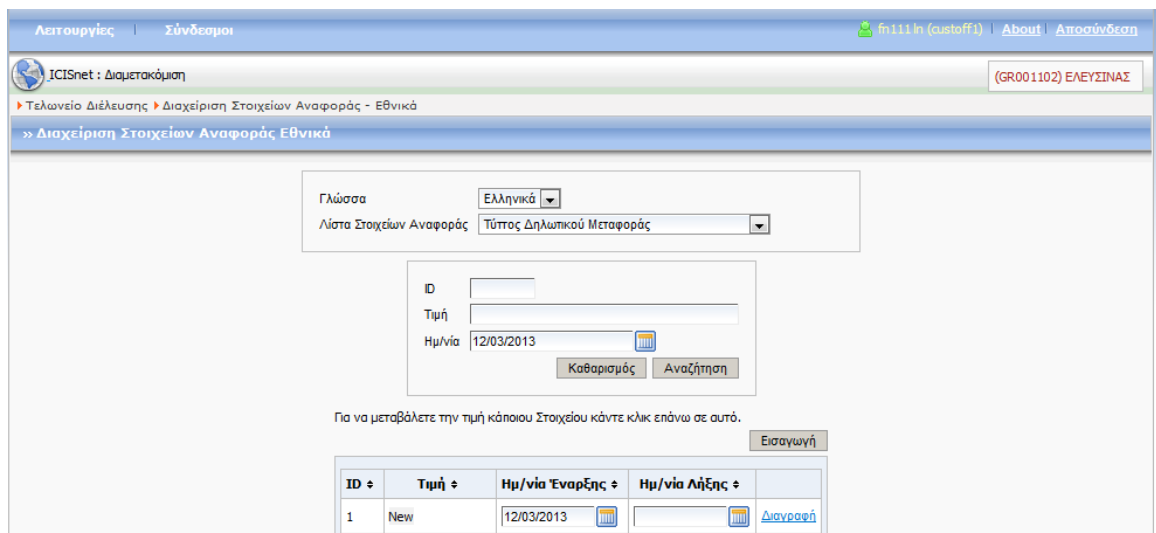 Λειτουργίες | Σύνδεσμοι fn111 ln (custoff1) | About | Αποσύνδεση
ICISnet : Διαμετακόμιση (GR001102) ΕΛΕΥΣΙΝΑΣ
Τελωνείο Διέλευσης Διαχείριση Στοιχείων Αναφοράς - Εθνικά
» Διαχείριση Στοιχείων Αναφοράς Εθνικά
Γλώσσα Ελληνικά
Λίστα Στοιχείων Αναφοράς Τύπος Δηλωτικού Μεταφοράς
ID
Τιμή
Ημ/νία 12/03/2013
Καθαρισμός Αναζήτηση
Για να μεταβάλετε την τιμή κάποιου Στοιχείου κάντε κλικ επάνω σε αυτό.
Εισαγωγή
ID Τιμή Ημ/νία Έναρξης Ημ/νία Λήξης
1 New 12/03/2013 Διαγραφή